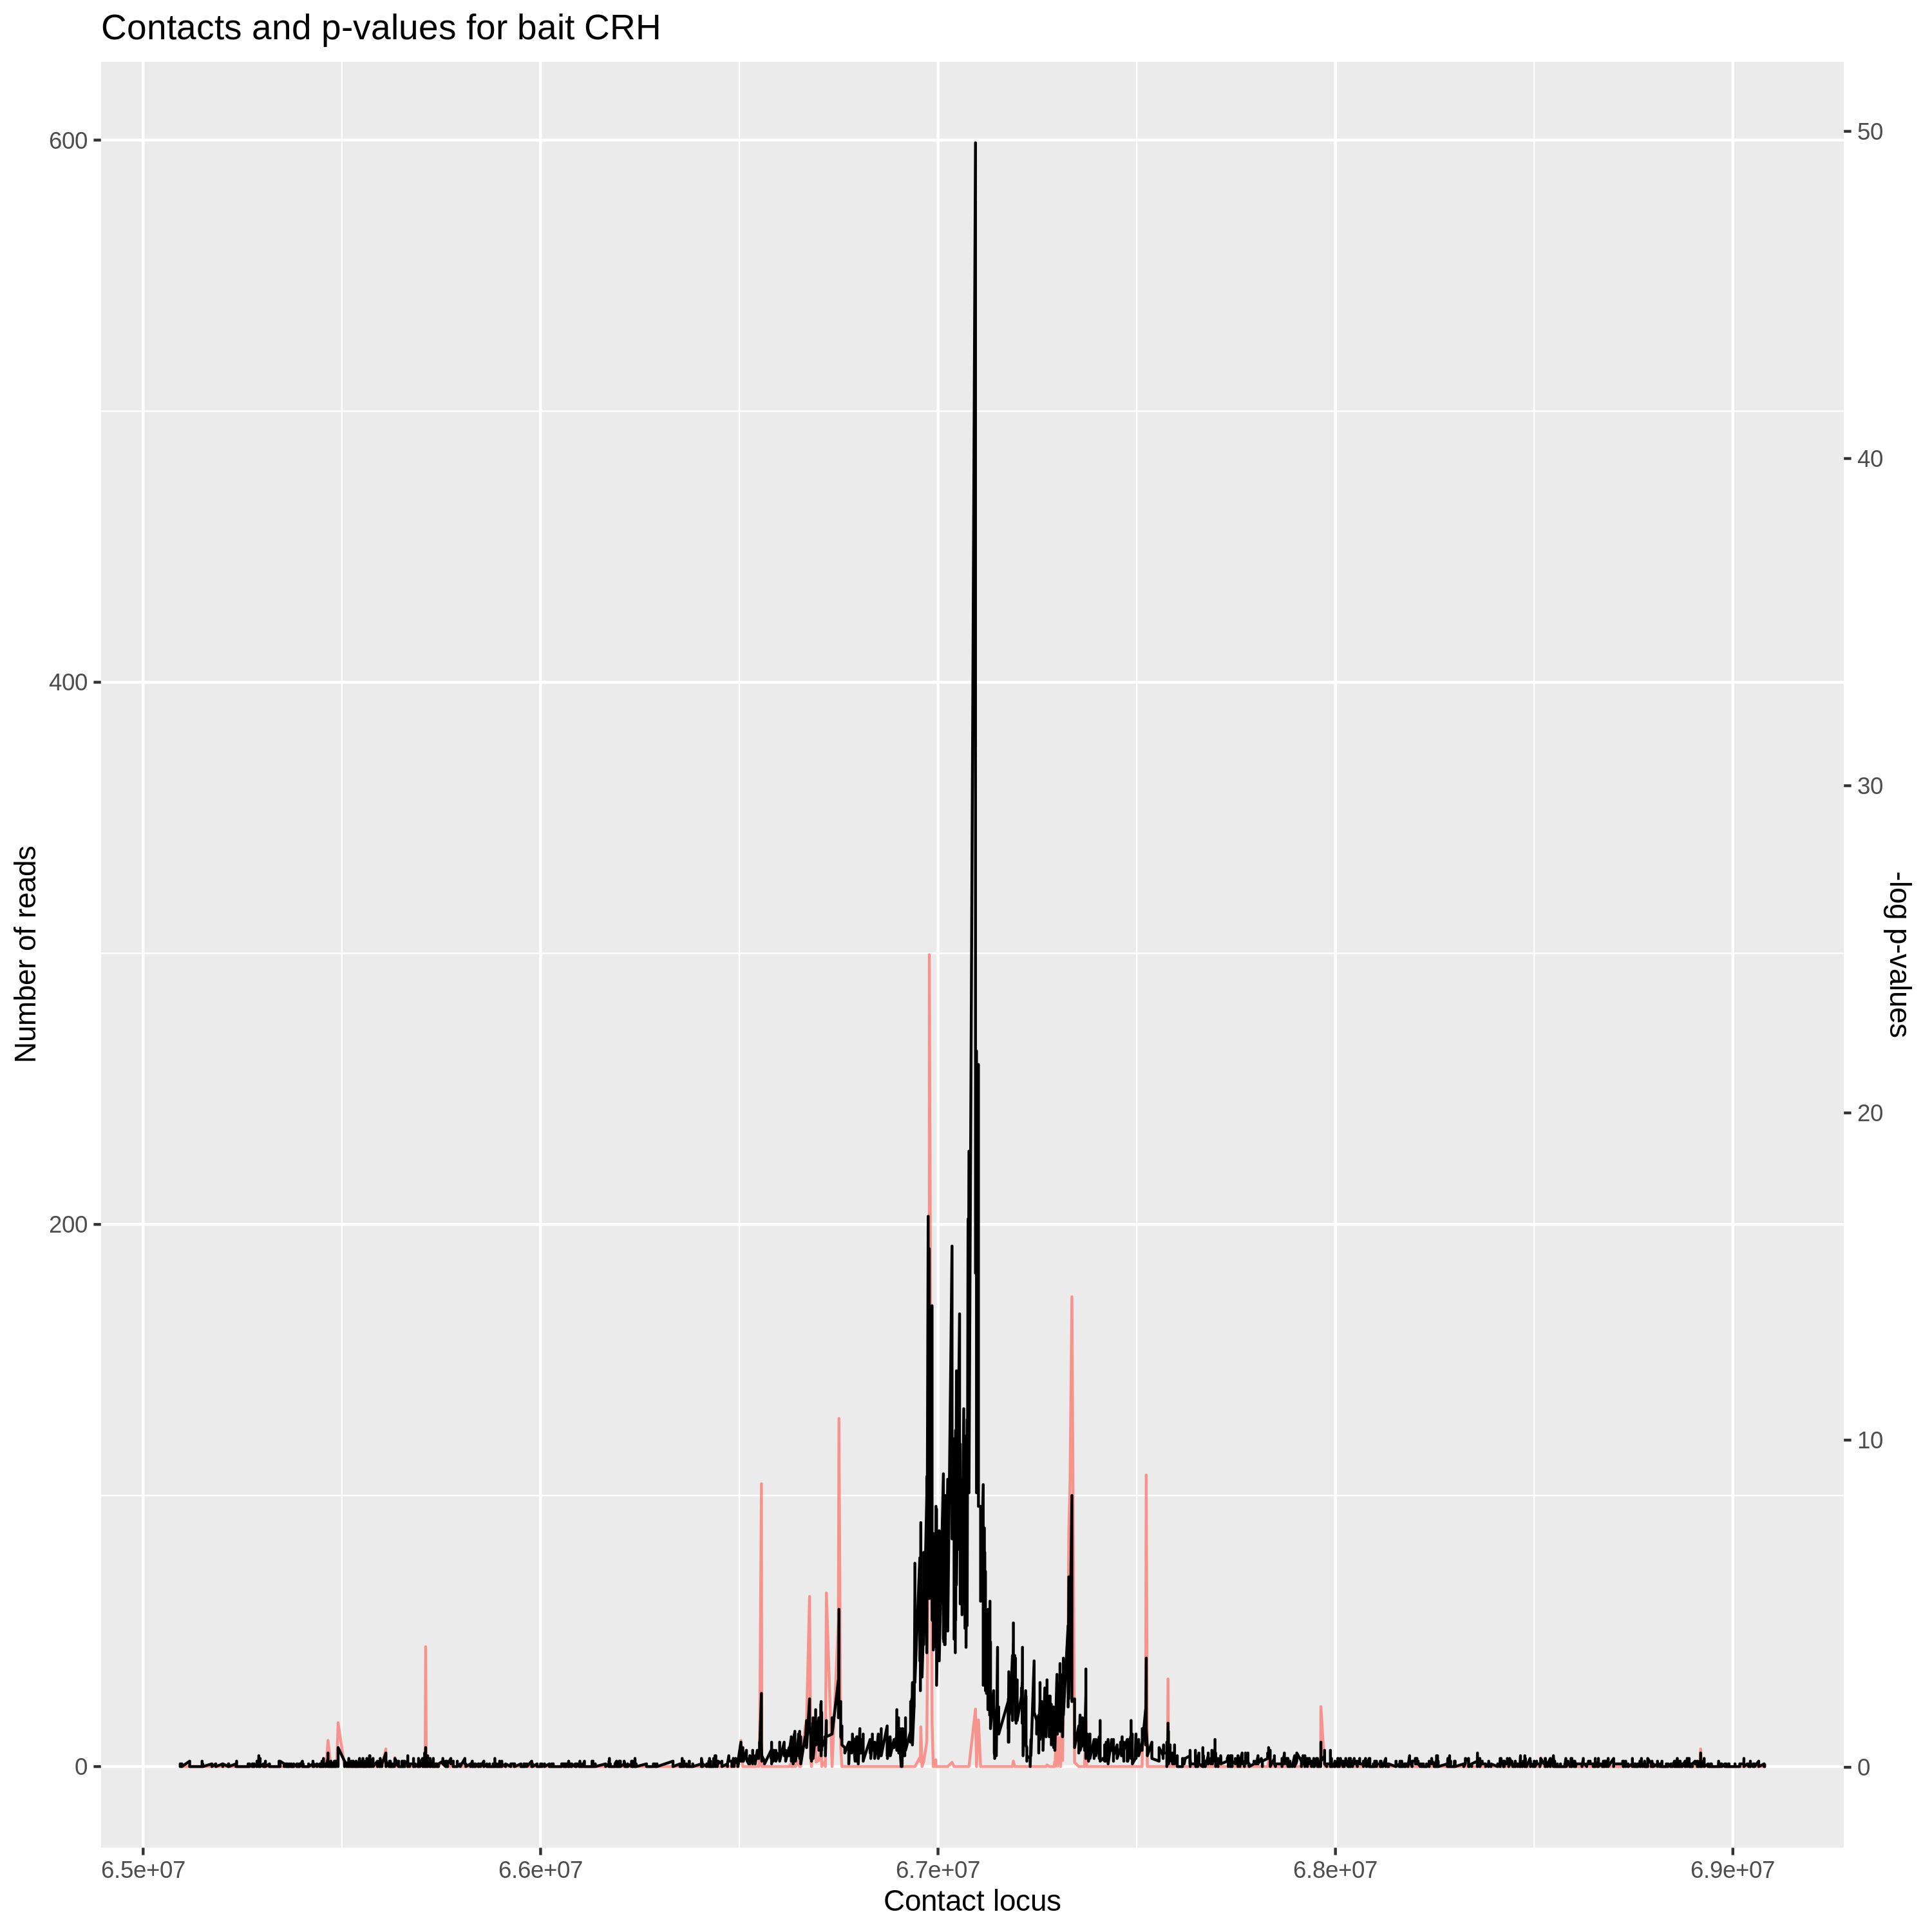 Contacts and p-values for bait CRH
600
400
200
0
50
40
30
20
10
0
Number of reads
-log p-values
6.5e+07
6.6e+07
6.7e+07
6.8e+07
6.9e+07
Contact locus